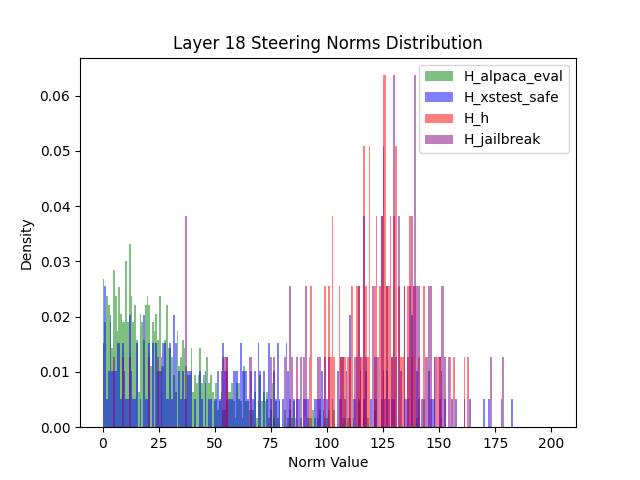 Layer 18 Steering Norms Distribution
H_alpaca_eval
H_xstest_safe
H_h
H_jailbreak
Density
0.06
0.05
0.04
0.03
0.02
0.01
0.00
0 25 50 75 100 125 150 175 200
Norm Value